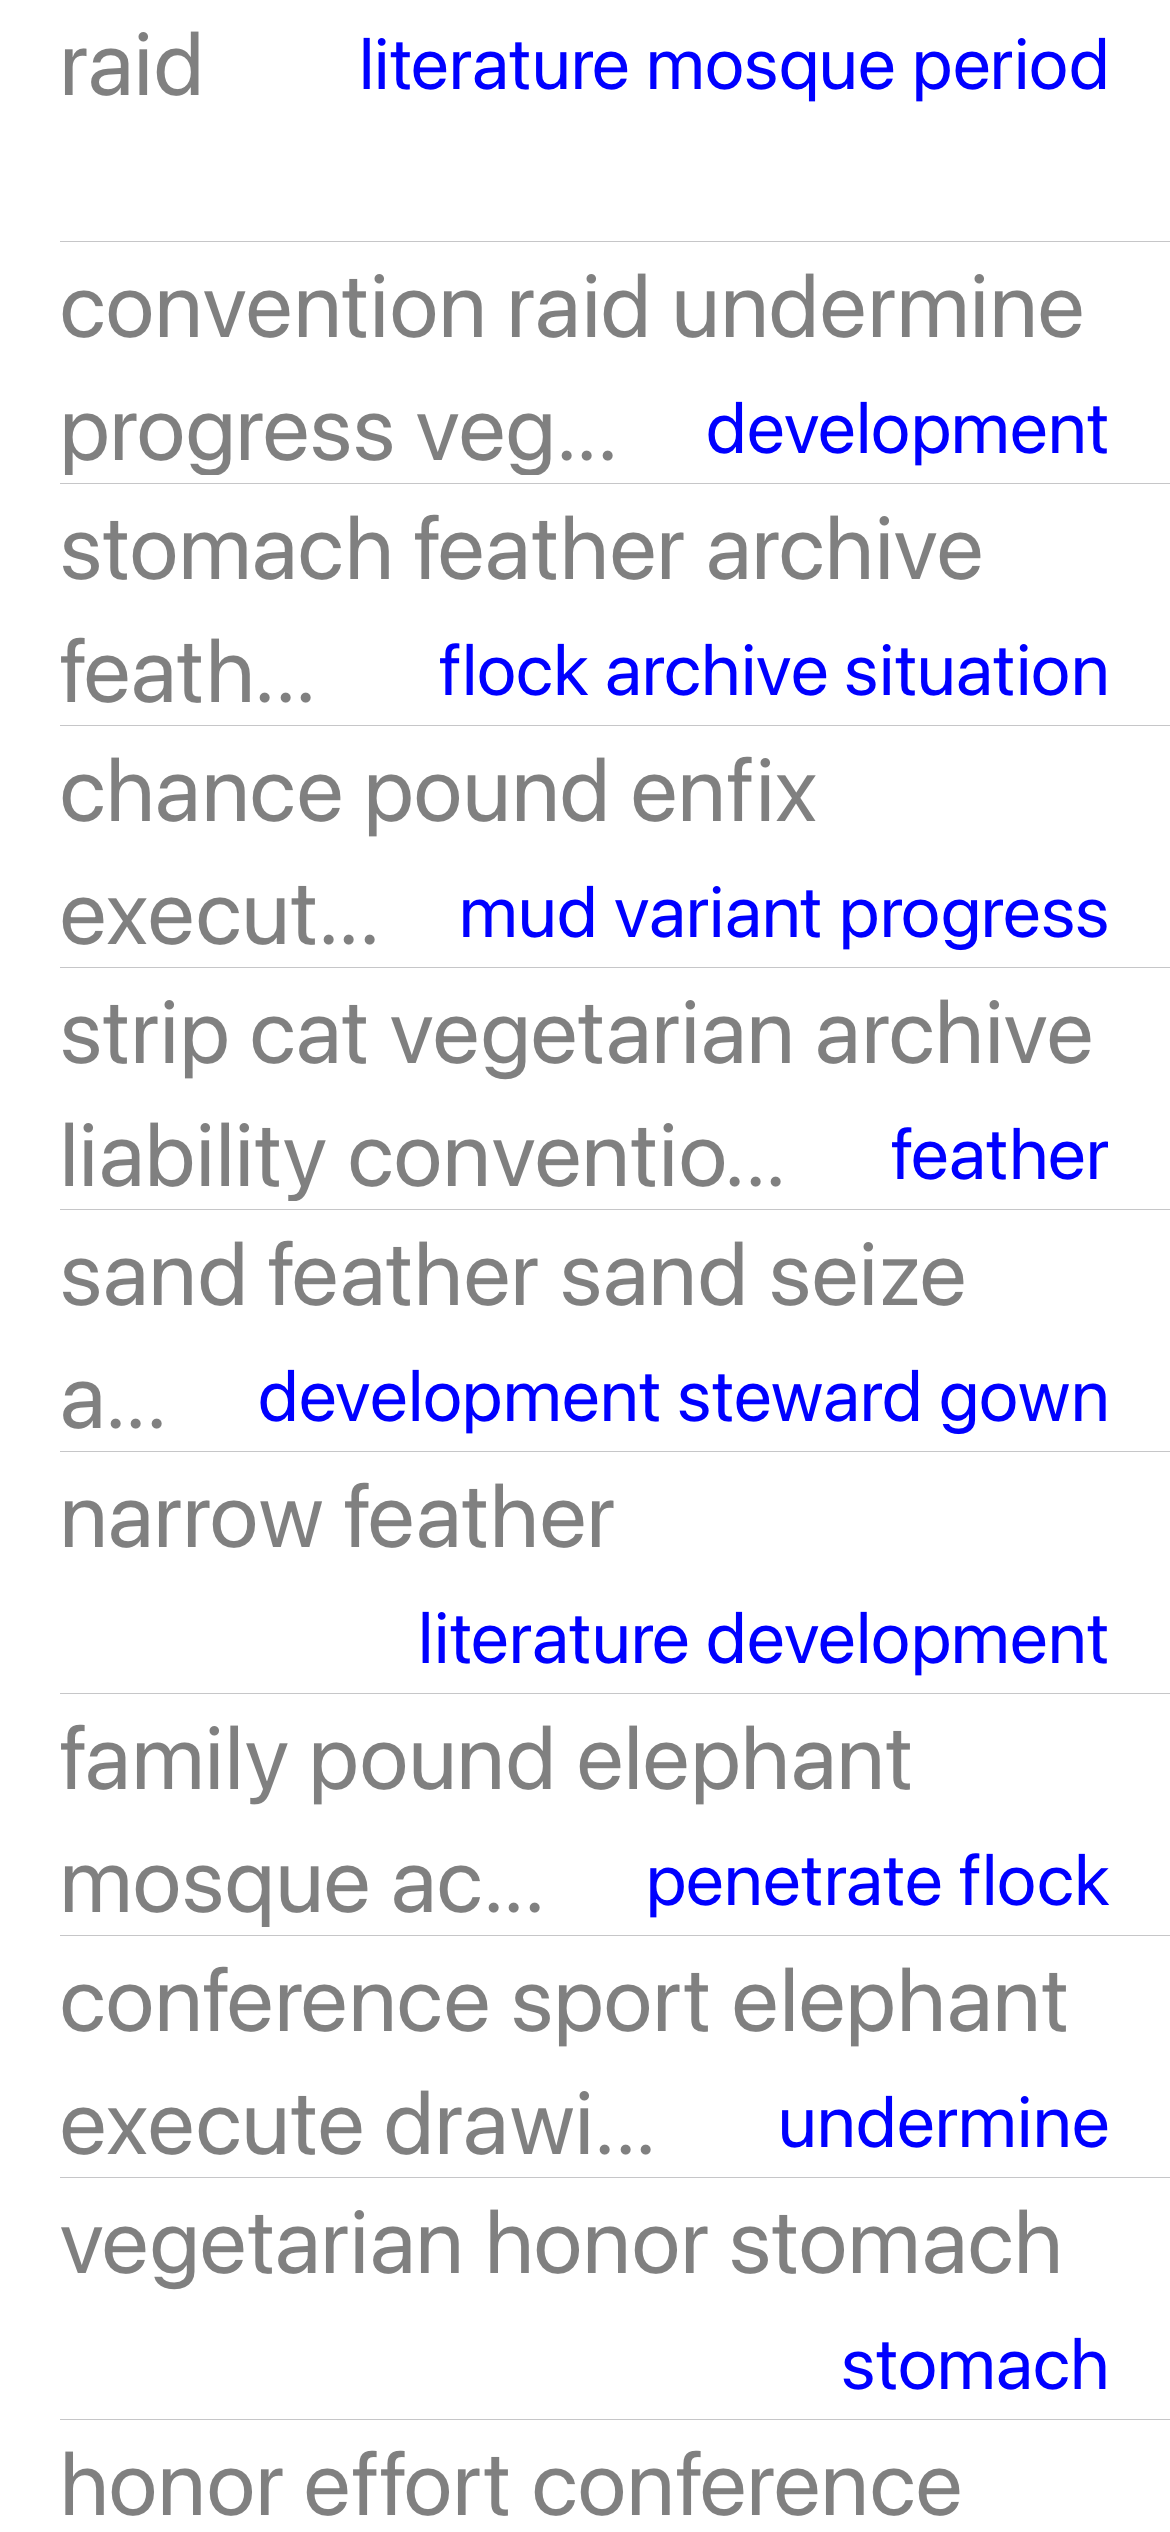 raid literature mosque period
convention raid undermine
progress veg... development
stomach feather archive
feath... flock archive situation
chance pound enfix
execut... mud variant progress
strip cat vegetarian archive
liability conventio... feather
sand feather sand seize
a... development steward gown
narrow feather
literature development
family pound elephant
mosque ac... penetrate flock
conference sport elephant
execute drawi... undermine
vegetarian honor stomach
stomach
honor effort conference